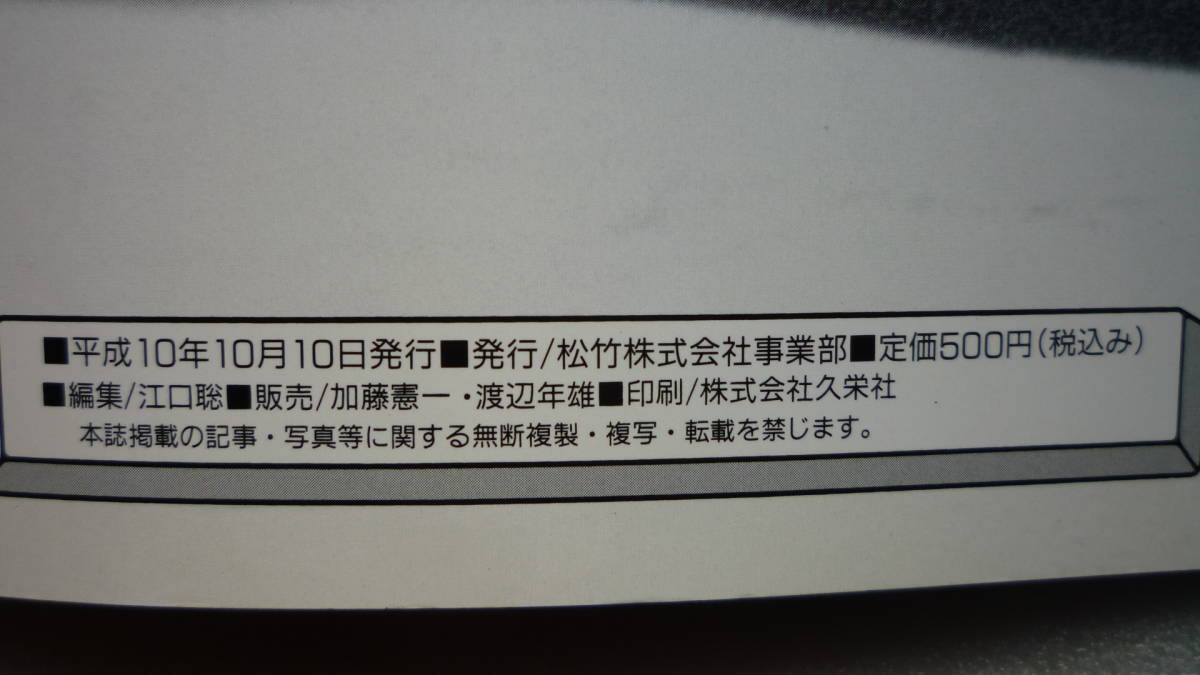 ■平成10年10月10日発行■発行/松竹株式会社事業部■定価500円(税込み)
■編集/江口聡■販売/加藤憲一・渡辺年雄■印刷/株式会社久栄社
本誌掲載の記事・写真等に関する無断複製・複写・転載を禁じます。